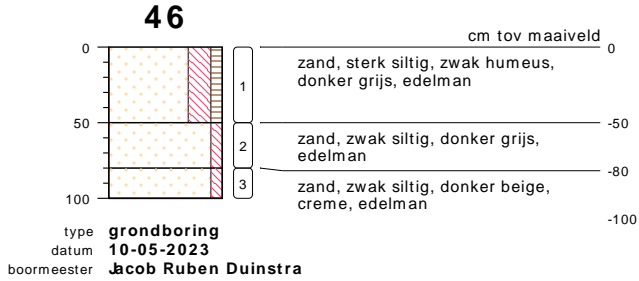 46
cm tov maaiveld
0
0
zand, sterk siltig, zwak humeus,
donker grijs, edelman
1
50
-50
zand, zwak siltig, donker grijs,
edelman
2
-80
zand, zwak siltig, donker beige,
creme, edelman
3
100
-100
type grondboring
datum 10-05-2023
boormeester Jacob Ruben Duinstra